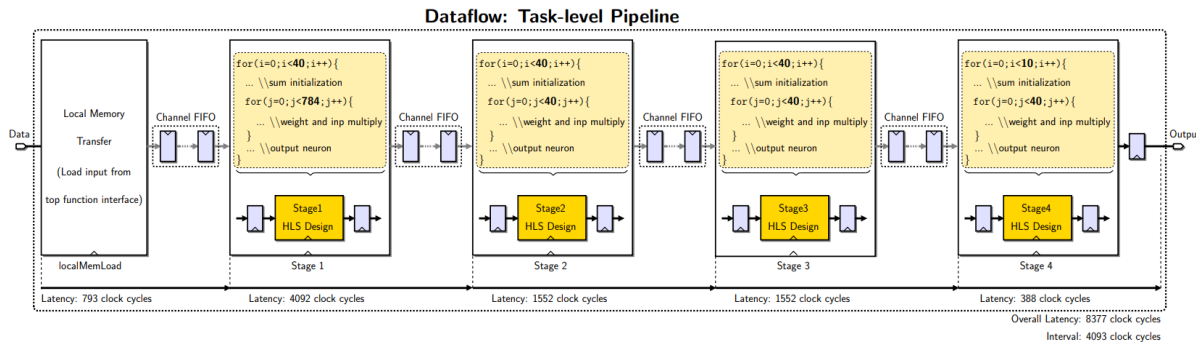 Dataflow: Task-level Pipeline
Data
Local Memory
Transfer
(Load input from
top function interface)
localMemLoad
Channel FIFO
for(i=0;i<40;i++){
... \\sum initialization
for(j=0;j<784;j++){
... \\weight and inp multiply
}
... \\output neuron
}
Stage1
HLS Design
Stage 1
Channel FIFO
for(i=0;i<40;i++){
... \\sum initialization
for(j=0;j<40;j++){
... \\weight and inp multiply
}
... \\output neuron
}
Stage2
HLS Design
Stage 2
Channel FIFO
for(i=0;i<40;i++){
... \\sum initialization
for(j=0;j<40;j++){
... \\weight and inp multiply
}
... \\output neuron
}
Stage3
HLS Design
Stage 3
Channel FIFO
for(i=0;i<10;i++){
... \\sum initialization
for(j=0;j<40;j++){
... \\weight and inp multiply
}
... \\output neuron
}
Stage4
HLS Design
Stage 4
Outpu
Latency: 793 clock cycles
Latency: 4092 clock cycles
Latency: 1552 clock cycles
Latency: 1552 clock cycles
Latency: 388 clock cycles
Overall Latency: 8377 clock cycles
Interval: 4093 clock cycles